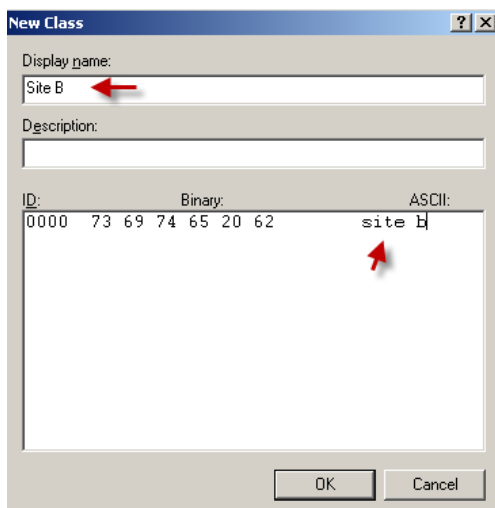 New Class
Display name:
Site B
Description:
ID: Binary: ASCII:
0000 73 69 74 65 20 62 site b
OK Cancel